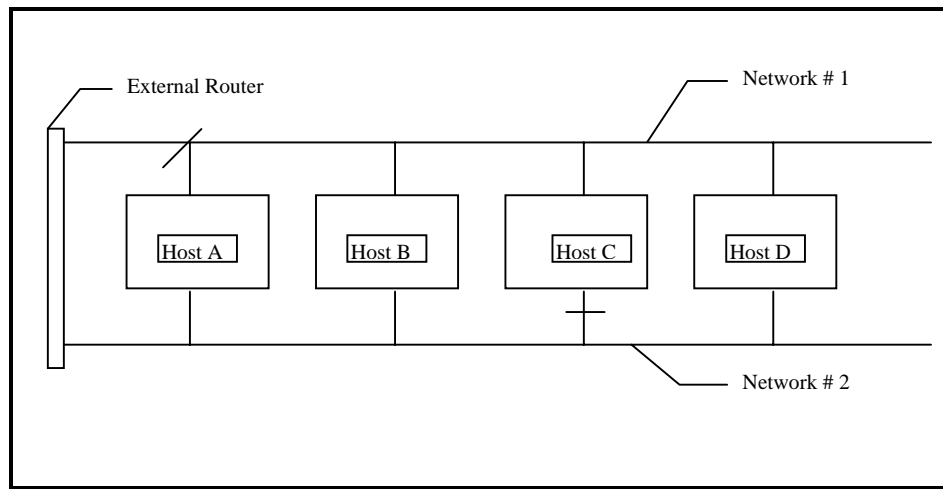 External Router
Network # 1
Host A
Host B
Host C
Host D
Network # 2